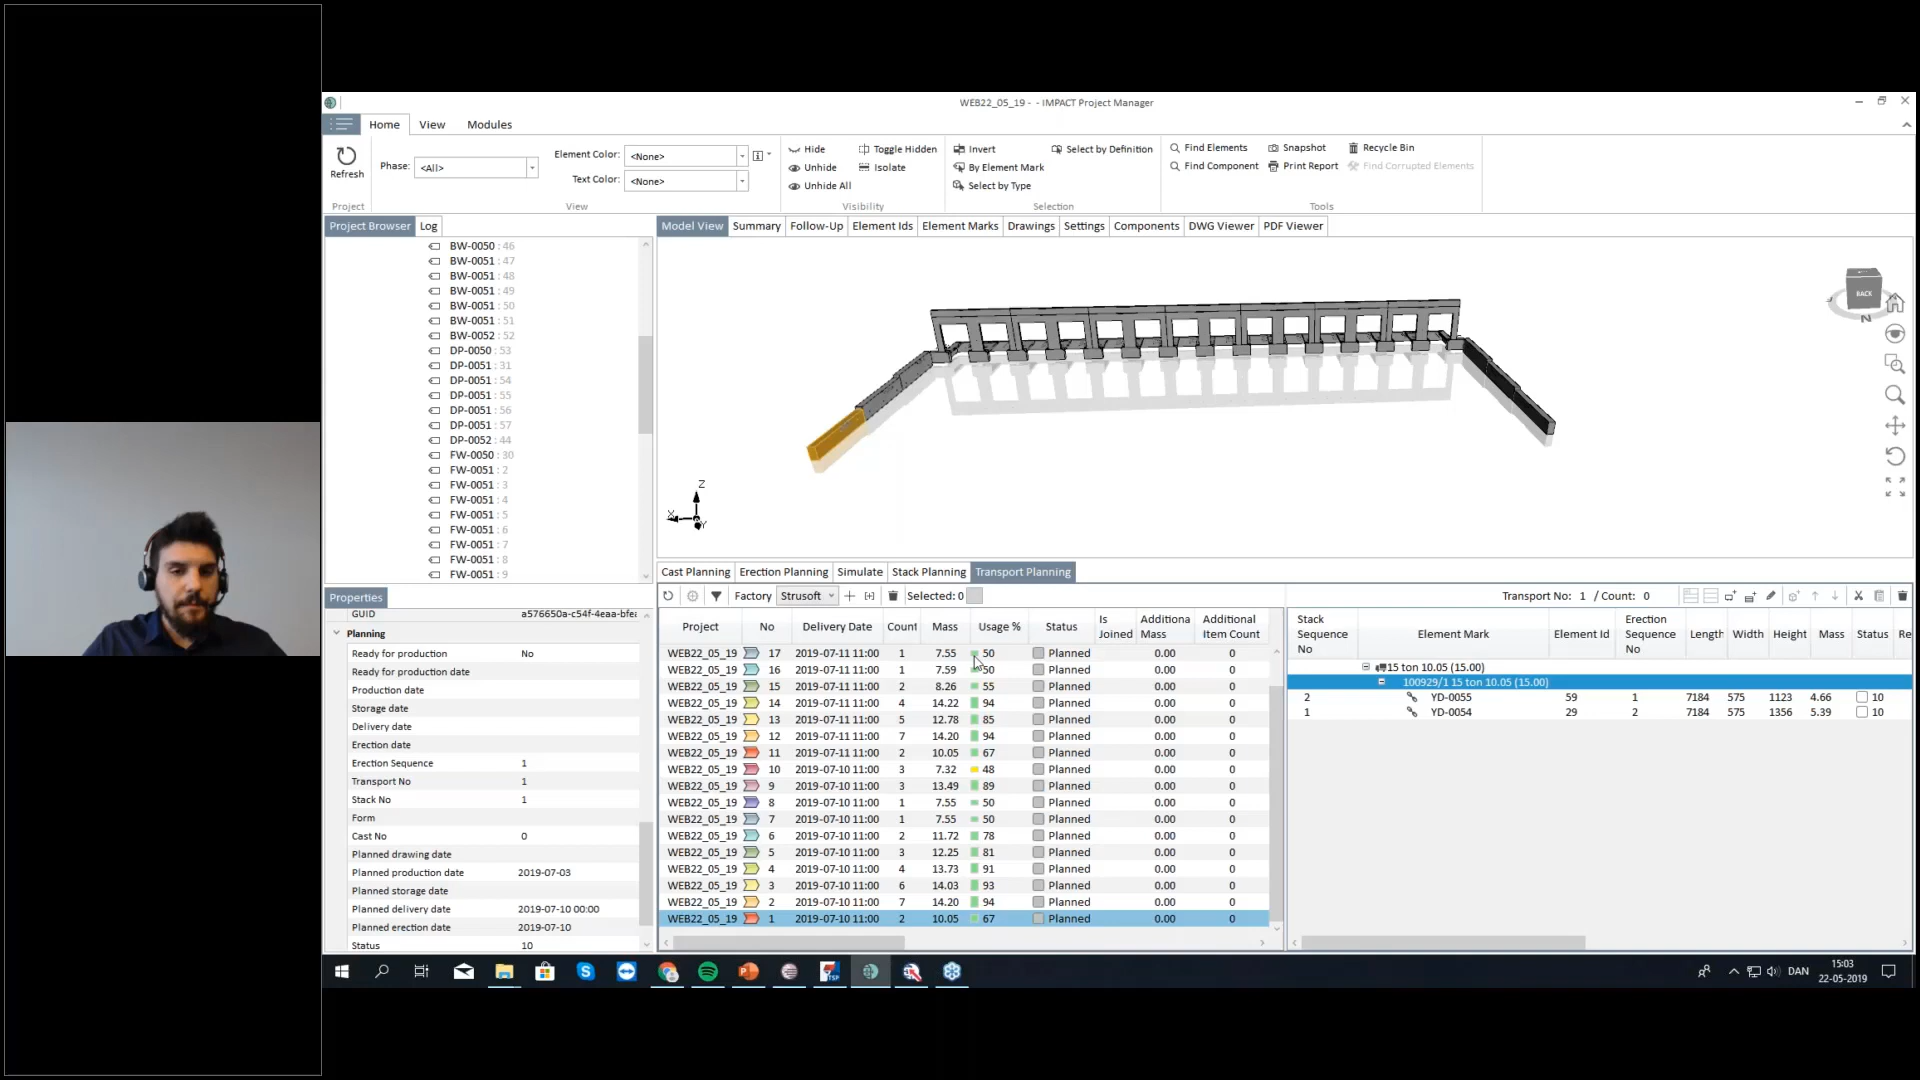 WEB22_05_19 - - IMPACT Project Manager
Home View Modules
Refresh
Phase: <All>
Element Color: <None>
Text Color: <None>
Hide Toggle Hidden
Unhide Isolate
Unhide All
Invert Select by Definition
By Element Mark
Select by Type
Find Elements Snapshot Recycle Bin
Find Component Print Report Find Corrupted Elements
Project View Visibility Selection Tools
Project Browser Log
Model View Summary Follow-Up Element Ids Element Marks Drawings Settings Components DWG Viewer PDF Viewer
BW-0050 : 46
BW-0051 : 47
BW-0051 : 48
BW-0051 : 49
BW-0051 : 50
BW-0051 : 51
BW-0052 : 52
DP-0050 : 53
DP-0051 : 31
DP-0051 : 54
DP-0051 : 55
DP-0051 : 56
DP-0051 : 57
DP-0052 : 44
FW-0050 : 30
FW-0051 : 2
FW-0051 : 3
FW-0051 : 4
FW-0051 : 5
FW-0051 : 6
FW-0051 : 7
FW-0051 : 8
FW-0051 : 9
BACK
N
Z
X
Y
Properties
GUID a576650a-c54f-4eaa-bfea
Planning
Ready for production No
Ready for production date
Production date
Storage date
Delivery date
Erection date
Erection Sequence 1
Transport No 1
Stack No 1
Form
Cast No 0
Planned drawing date
Planned production date 2019-07-03
Planned storage date
Planned delivery date 2019-07-10 00:00
Planned erection date 2019-07-10
Status 10
Cast Planning Erection Planning Simulate Stack Planning Transport Planning
Factory Strusoft Selected: 0
Project No Delivery Date Count Mass Usage % Status Is Joined Additiona Mass Additional Item Count
WEB22_05_19 17 2019-07-11 11:00 1 7.55 50 Planned 0.00 0
WEB22_05_19 16 2019-07-11 11:00 1 7.59 50 Planned 0.00 0
WEB22_05_19 15 2019-07-11 11:00 2 8.26 55 Planned 0.00 0
WEB22_05_19 14 2019-07-11 11:00 4 14.22 94 Planned 0.00 0
WEB22_05_19 13 2019-07-11 11:00 5 12.78 85 Planned 0.00 0
WEB22_05_19 12 2019-07-11 11:00 7 14.20 94 Planned 0.00 0
WEB22_05_19 11 2019-07-11 11:00 2 10.05 67 Planned 0.00 0
WEB22_05_19 10 2019-07-10 11:00 3 7.32 48 Planned 0.00 0
WEB22_05_19 9 2019-07-10 11:00 3 13.49 89 Planned 0.00 0
WEB22_05_19 8 2019-07-10 11:00 1 7.55 50 Planned 0.00 0
WEB22_05_19 7 2019-07-10 11:00 1 7.55 50 Planned 0.00 0
WEB22_05_19 6 2019-07-10 11:00 2 11.72 78 Planned 0.00 0
WEB22_05_19 5 2019-07-10 11:00 3 12.25 81 Planned 0.00 0
WEB22_05_19 4 2019-07-10 11:00 4 13.73 91 Planned 0.00 0
WEB22_05_19 3 2019-07-10 11:00 6 14.03 93 Planned 0.00 0
WEB22_05_19 2 2019-07-10 11:00 7 14.20 94 Planned 0.00 0
WEB22_05_19 1 2019-07-10 11:00 2 10.05 67 Planned 0.00 0
Transport No: 1 / Count: 0
Stack Sequence No Element Mark Element Id Erection Sequence No Length Width Height Mass Status Re
15 ton 10.05 (15.00)
100929/1 15 ton 10.05 (15.00)
2 YD-0055 59 1 7184 575 1123 4.66 10
1 YD-0054 29 2 7184 575 1356 5.39 10
TSP
DAN
15:03
22-05-2019